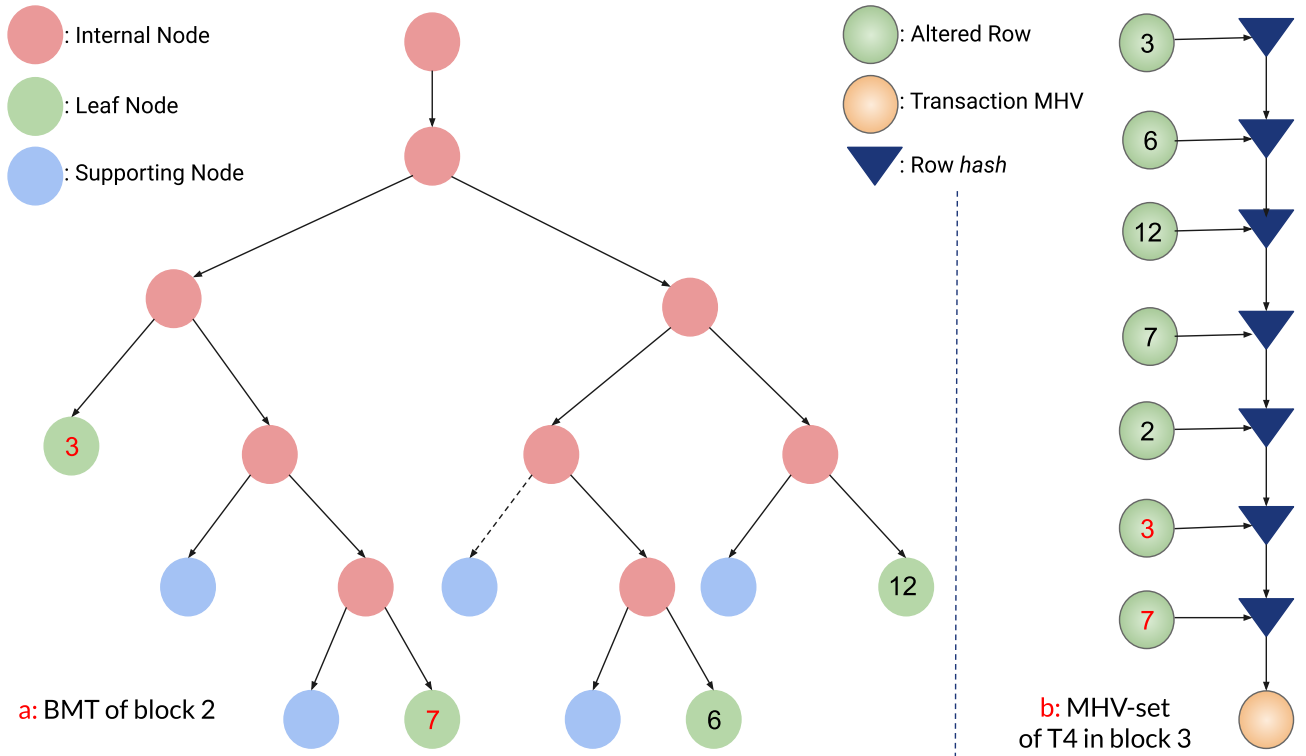 : Internal Node
: Leaf Node
: Supporting Node
3
7
6
12
a: BMT of block 2
: Altered Row
: Transaction MHV
: Row hash
3
6
12
7
2
3
7
b: MHV-set
of T4 in block 3